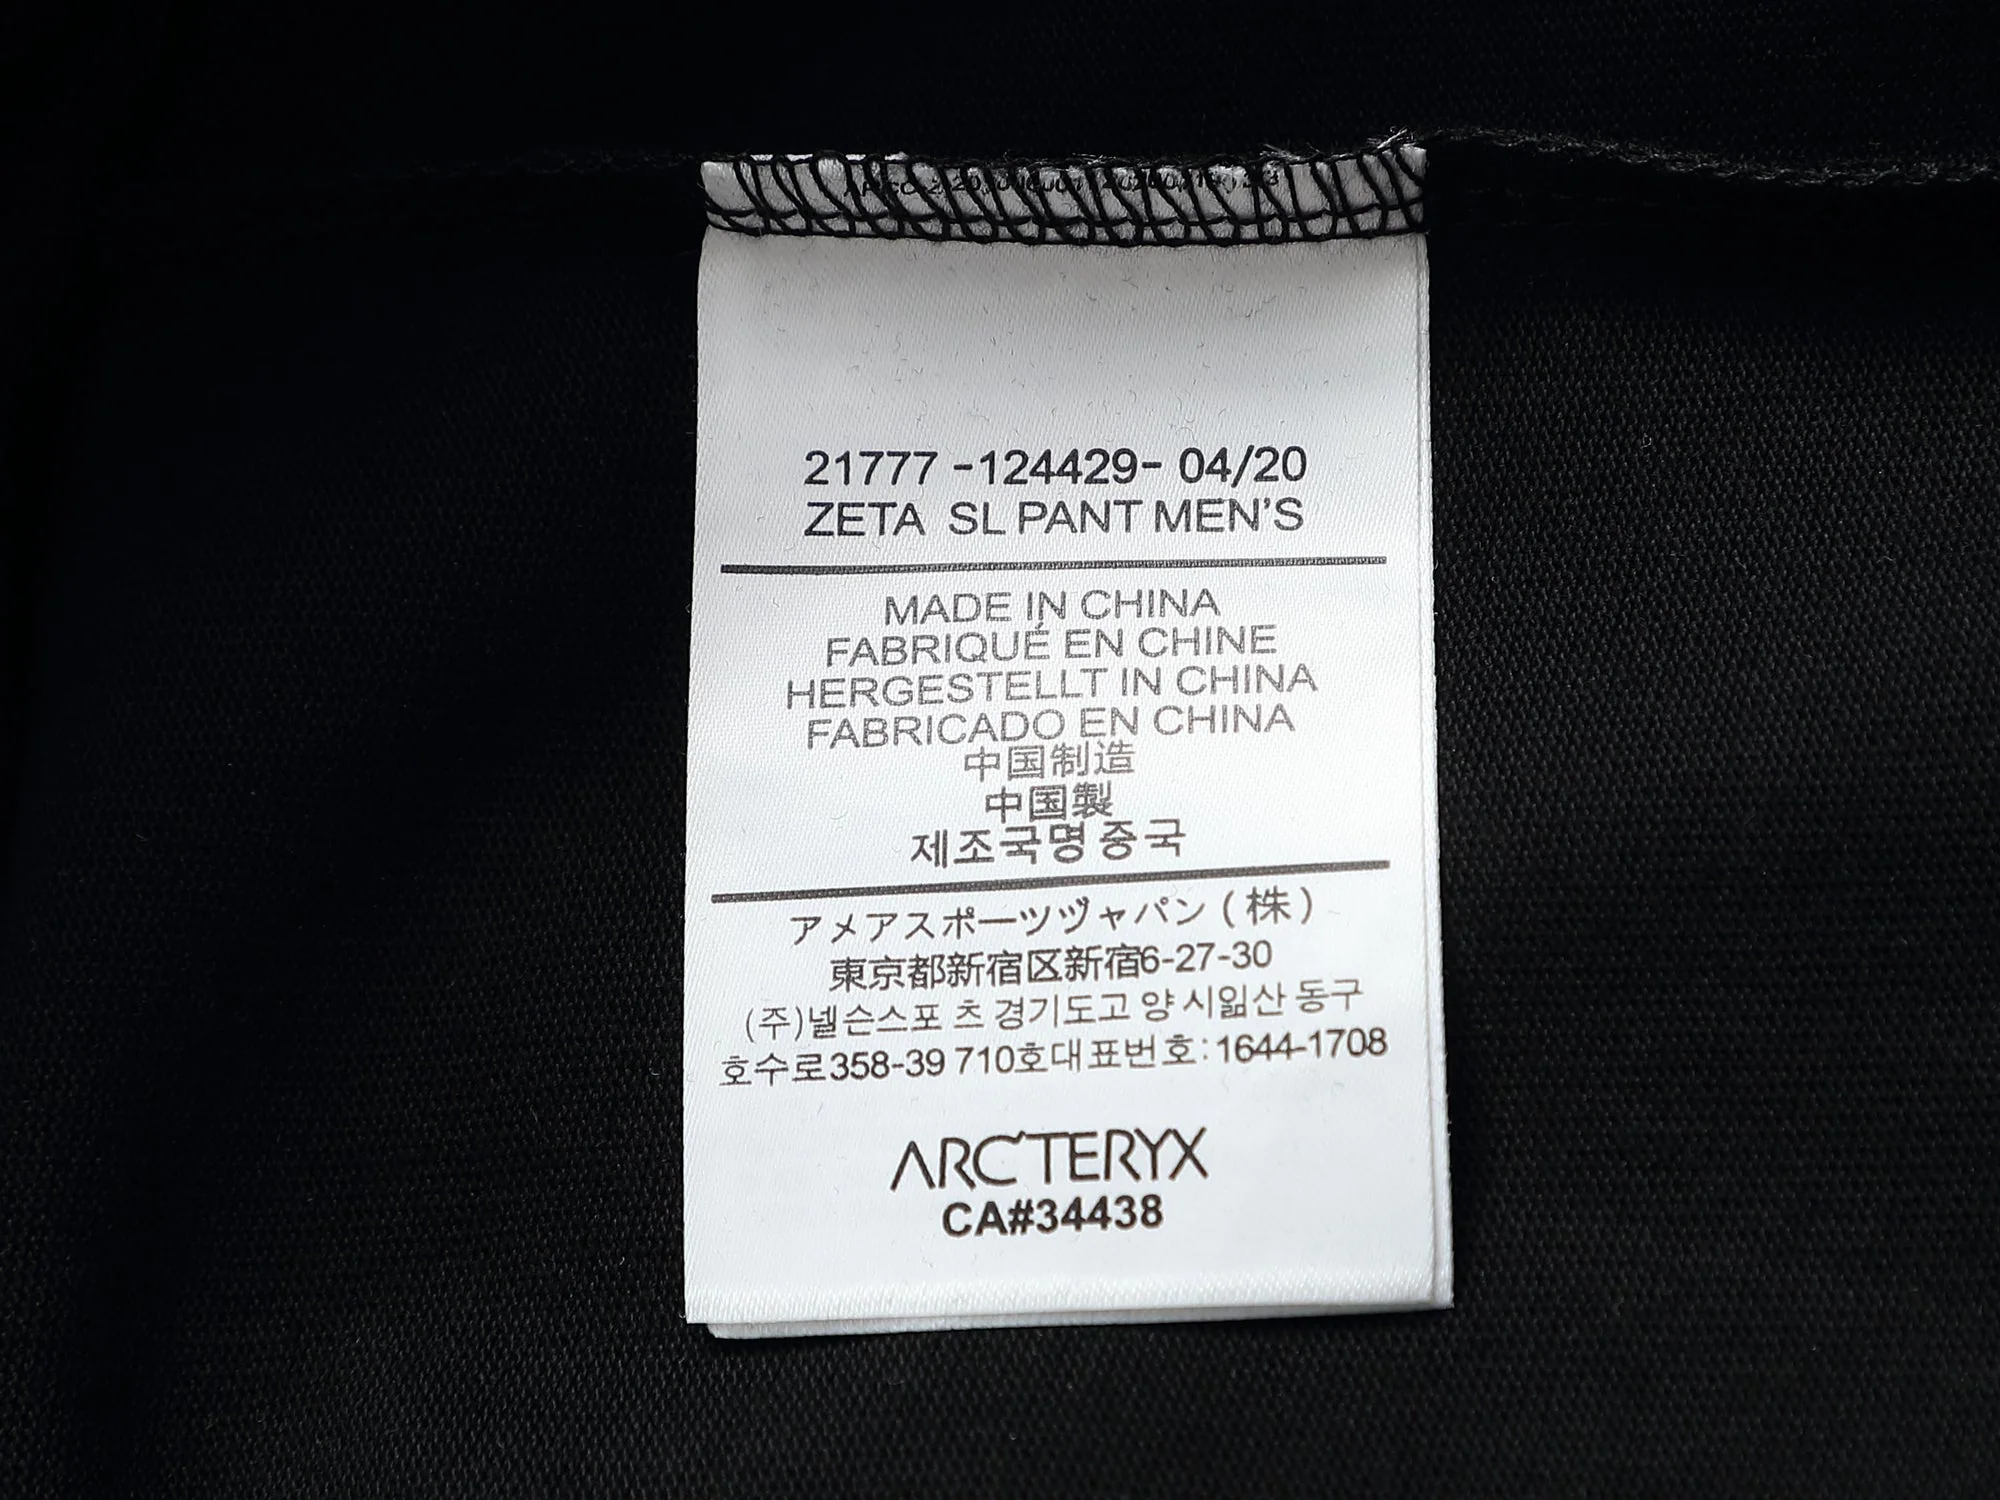 21777 -124429- 04/20
ZETA SL PANT MEN'S
MADE IN CHINA
FABRIQUÉ EN CHINE
HERGESTELLT IN CHINA
FABRICADO EN CHINA
中国制造
中国製
제조국명 중국
アメアスポーツヅャパン (株)
東京都新宿区新宿6-27-30
(주)넬슨스포 츠 경기도고 양 시일산 동구
호수로358-39 710호대표번호:1644-1708
ARC'TERYX
CA#34438